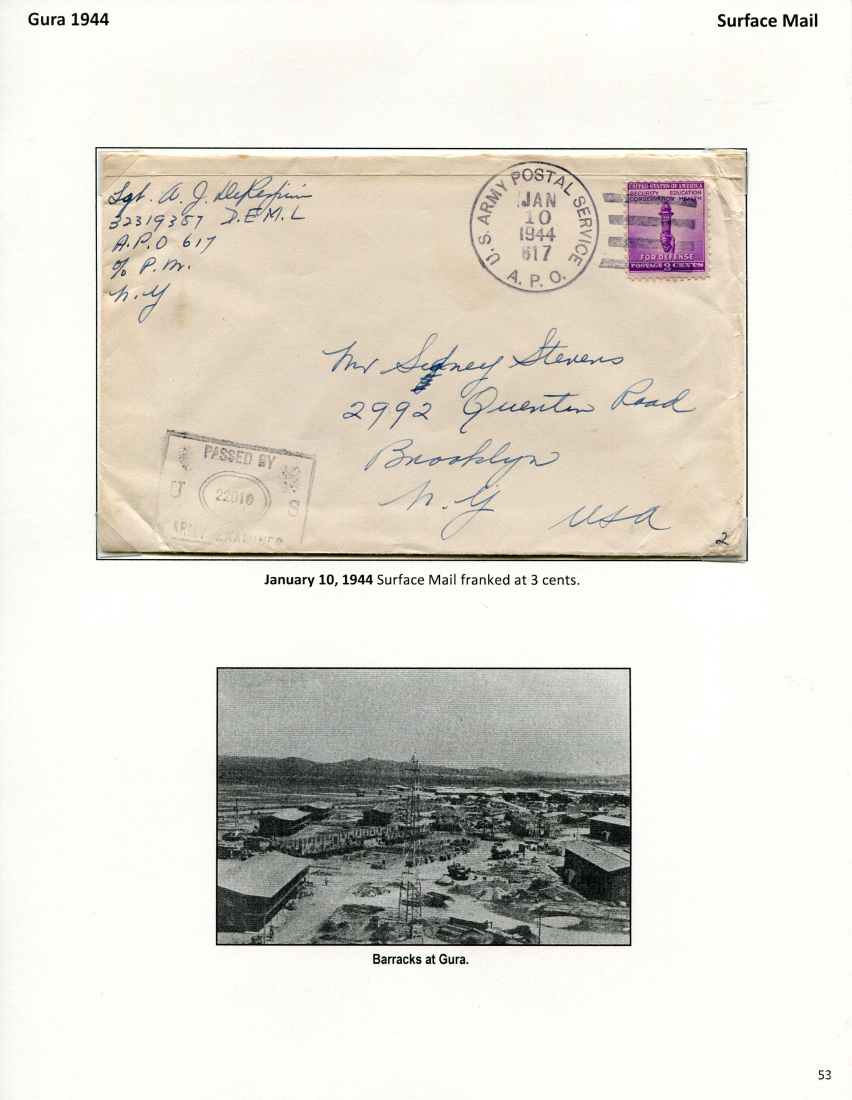 Gura 1944
Surface Mail
Sgt. A. J.
32319357 D.E.M.L
A.P.O 617
% P.M.
N.Y
U.S. ARMY POSTAL SERVICE
JAN
10
1944
617
A. P. O.
UNITED STATES OF AMERICA
SECURITY EDUCATION
CONSERVATION HEALTH
FOR DEFENSE
POSTAGE 3 CENTS
Mr Sydney Stevens
2992 Quentin Road
Brooklyn
N.Y
USA
PASSED BY
U S
22010
ARMY EXAMINER
2
January 10, 1944 Surface Mail franked at 3 cents.
Barracks at Gura.
53